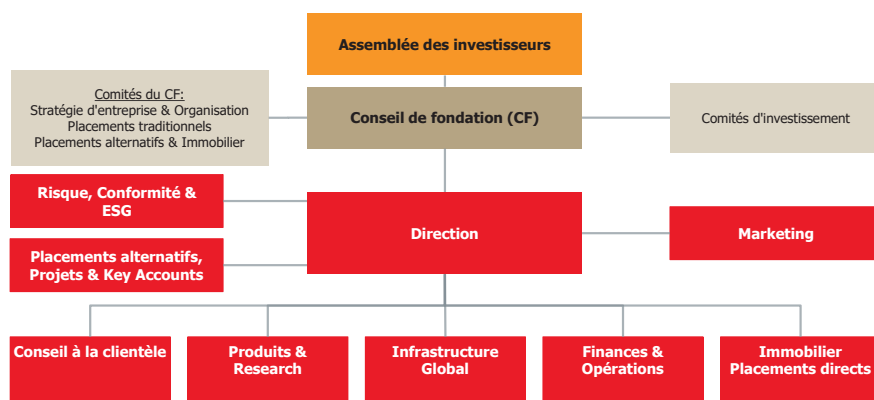 Assemblée des investisseurs
Comités du CF:
Stratégie d'entreprise & Organisation
Placements traditionnels
Placements alternatifs & Immobilier
Conseil de fondation (CF)
Comités d'investissement
Risque, Conformité &
ESG
Direction
Marketing
Placements alternatifs,
Projets & Key Accounts
Conseil à la clientèle
Produits &
Research
Infrastructure
Global
Finances &
Opérations
Immobilier
Placements directs